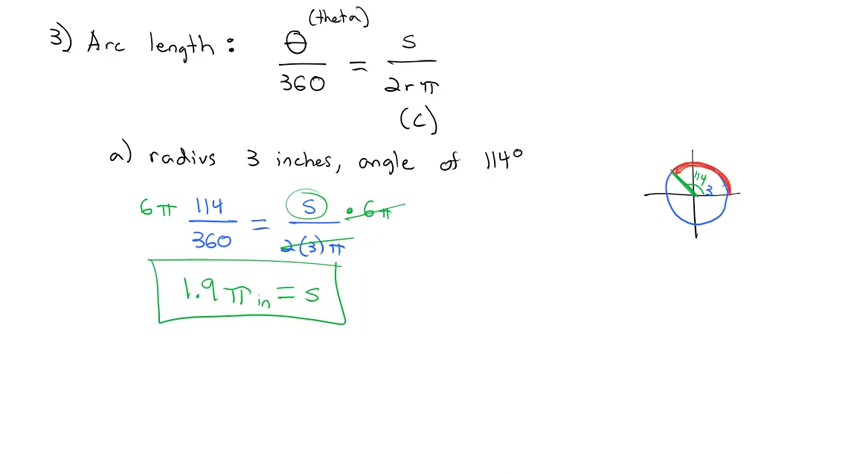 3) Arc length: θ (theta) / 360 = s / 2rπ
(C)
a) radius 3 inches, angle of 114°
6π 114 / 360 = s / 2(3)π · 6π
1.9π in = s
114
3